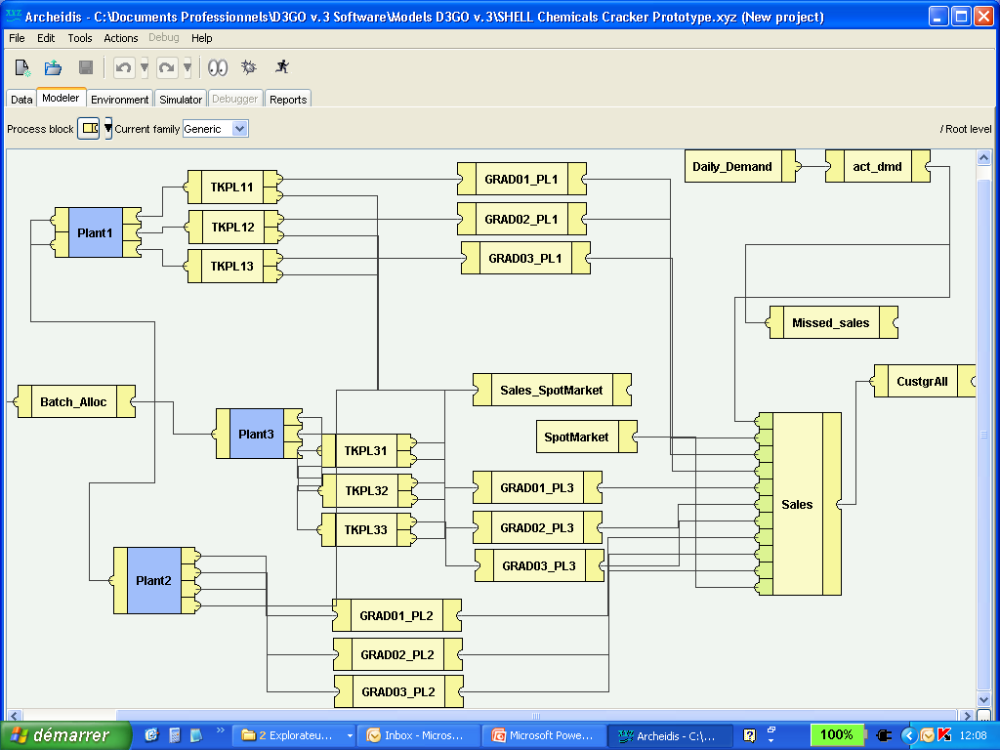 Archeidis - C:\Documents Professionnels\D3GO v.3 Software\Models D3GO v.3\SHELL Chemicals Cracker Prototype.xyz (New project)
File Edit Tools Actions Debug Help
Data Modeler Environment Simulator Debugger Reports
Process block Current family Generic / Root level
Daily_Demand act_dmd
TKPL11 GRAD01_PL1
Plant1 TKPL12 GRAD02_PL1
TKPL13 GRAD03_PL1
Missed_sales
CustgrAll
Sales_SpotMarket
Batch_Alloc
Plant3 SpotMarket
TKPL31
TKPL32 GRAD01_PL3
Sales
TKPL33 GRAD02_PL3
GRAD03_PL3
Plant2
GRAD01_PL2
GRAD02_PL2
GRAD03_PL2
démarrer 2 Explorateu... Inbox - Micros... Microsoft Powe... Archeidis - C:\... 100% 12:08